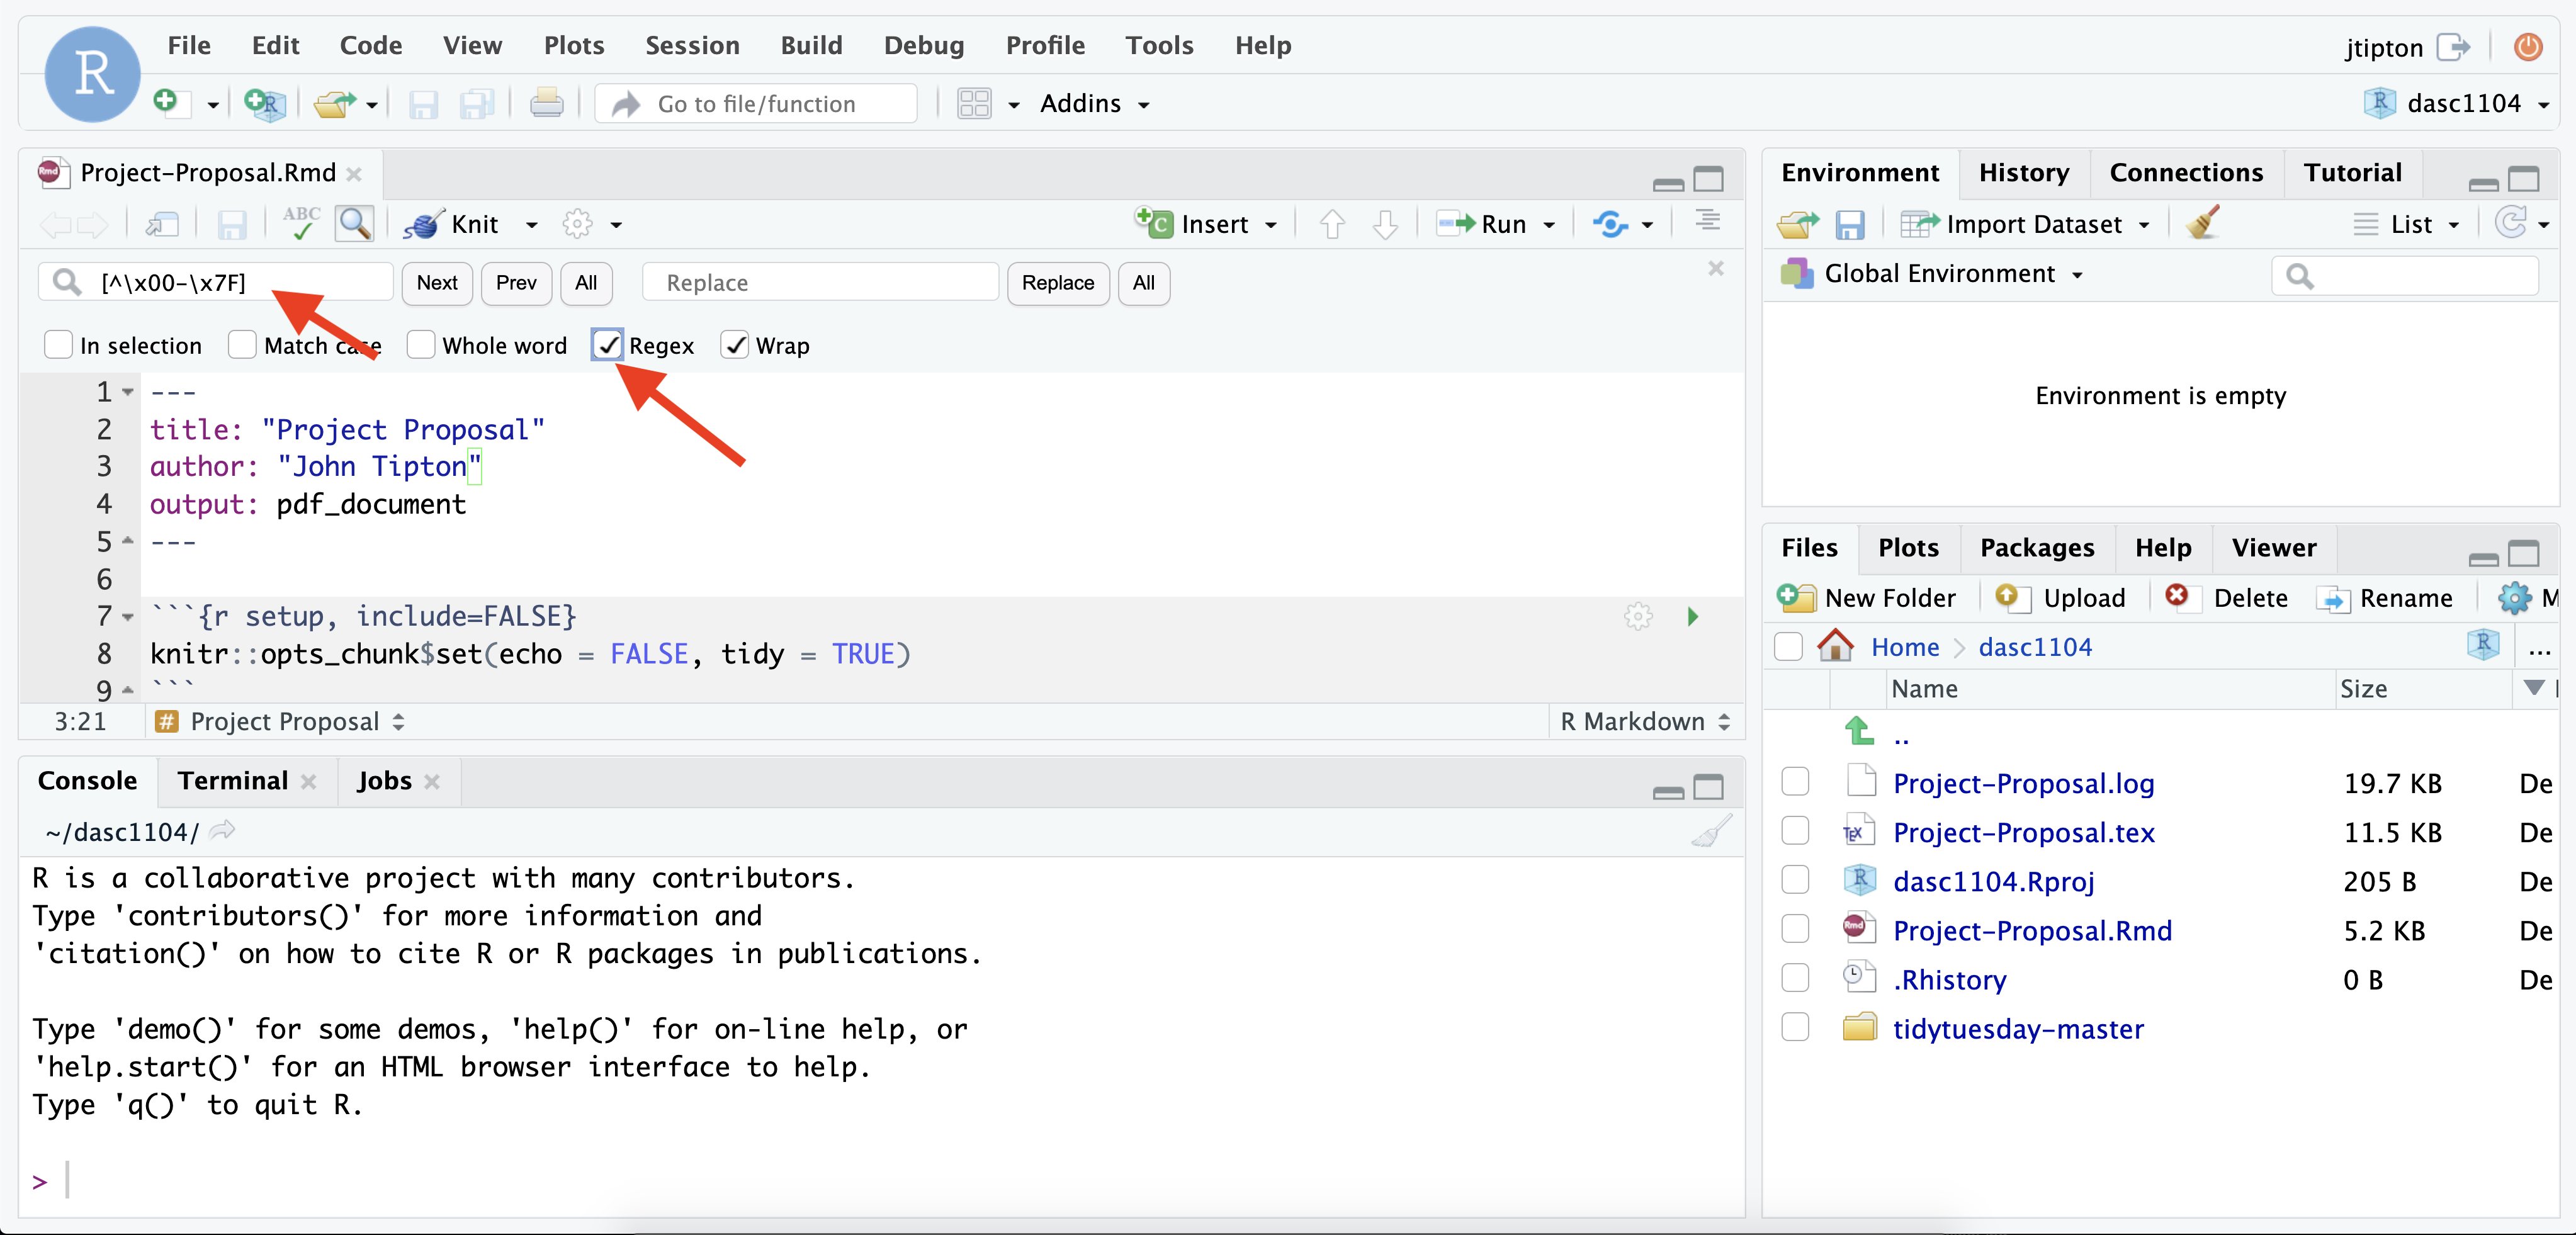 R File Edit Code View Plots Session Build Debug Profile Tools Help jtipton
Go to file/function Addins dasc1104
Project-Proposal.Rmd
ABC Knit Insert Run
[^\x00-\x7F] Next Prev All Replace Replace All
In selection Match case Whole word Regex Wrap
1 ---
2 title: "Project Proposal"
3 author: "John Tipton"
4 output: pdf_document
5 ---
6
7 ```{r setup, include=FALSE}
8 knitr::opts_chunk$set(echo = FALSE, tidy = TRUE)
9 ```
3:21 # Project Proposal R Markdown
Console Terminal Jobs
~/dasc1104/
R is a collaborative project with many contributors.
Type 'contributors()' for more information and
'citation()' on how to cite R or R packages in publications.
Type 'demo()' for some demos, 'help()' for on-line help, or
'help.start()' for an HTML browser interface to help.
Type 'q()' to quit R.
>
Environment History Connections Tutorial
Import Dataset List
Global Environment
Environment is empty
Files Plots Packages Help Viewer
New Folder Upload Delete Rename M
Home dasc1104 ...
Name Size
..
Project-Proposal.log 19.7 KB De
Project-Proposal.tex 11.5 KB De
dasc1104.Rproj 205 B De
Project-Proposal.Rmd 5.2 KB De
.Rhistory 0 B De
tidytuesday-master